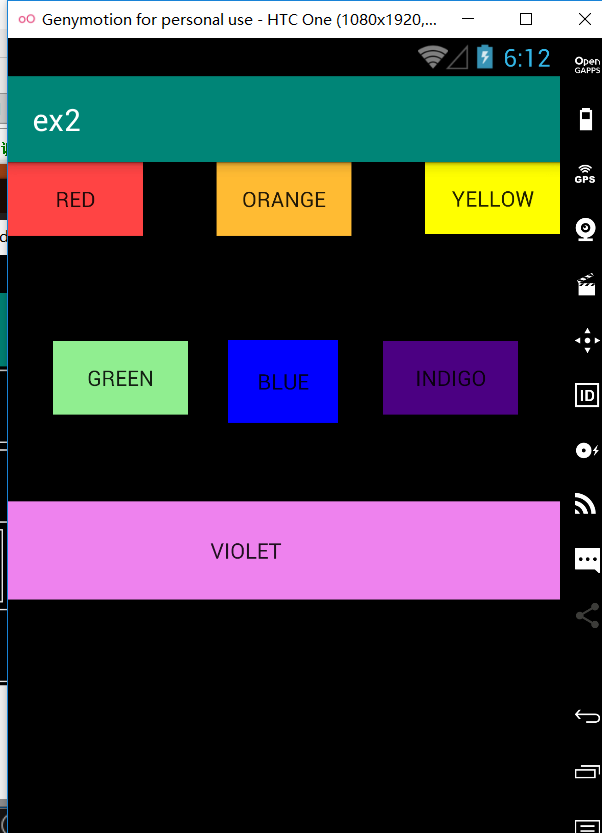 Genymotion for personal use - HTC One (1080x1920,...
6:12
Open
GAPPS
ex2
GPS
RED
ORANGE
YELLOW
GREEN
BLUE
INDIGO
ID
VIOLET